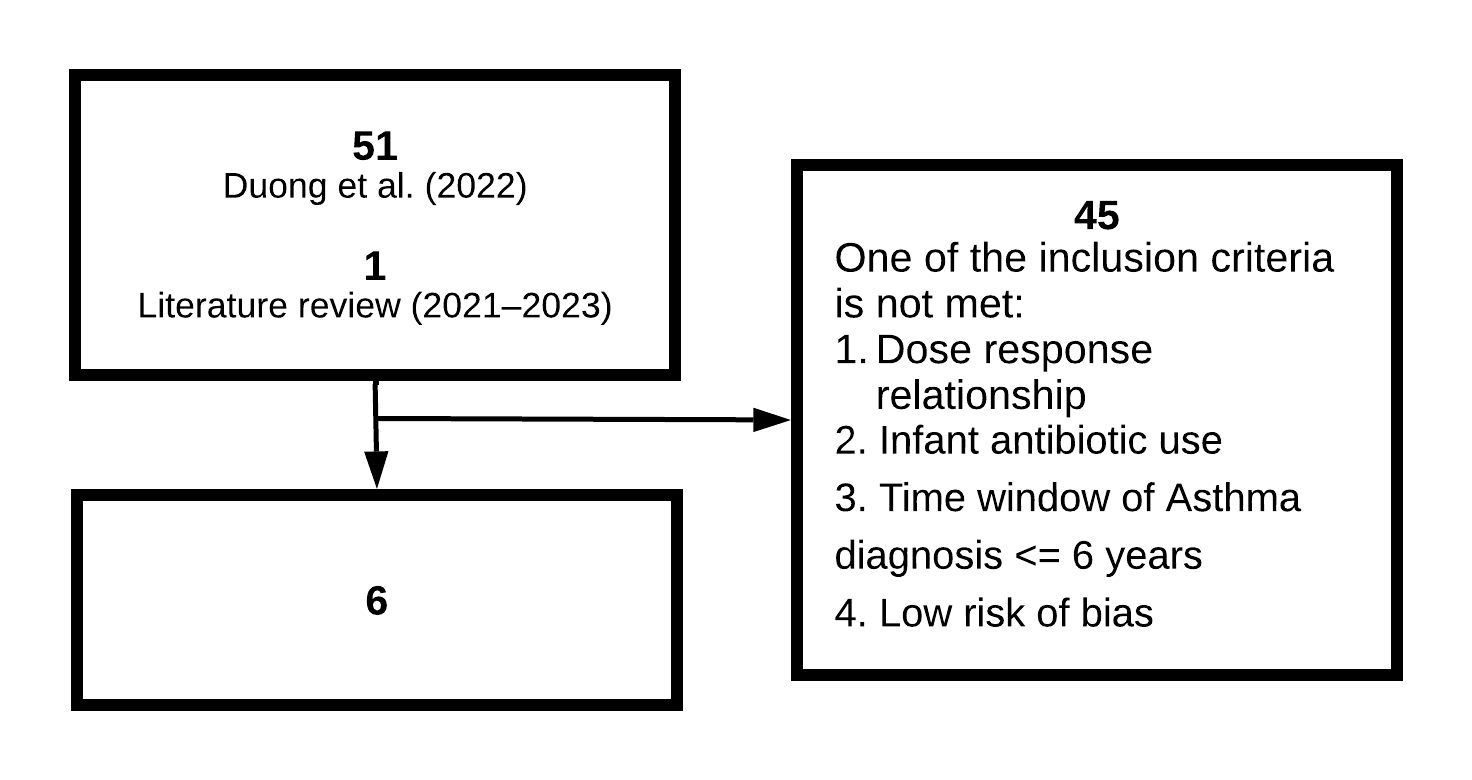 51
Duong et al. (2022)
1
Literature review (2021–2023)
45
One of the inclusion criteria
is not met:
1. Dose response
relationship
2. Infant antibiotic use
3. Time window of Asthma
diagnosis <= 6 years
4. Low risk of bias
6